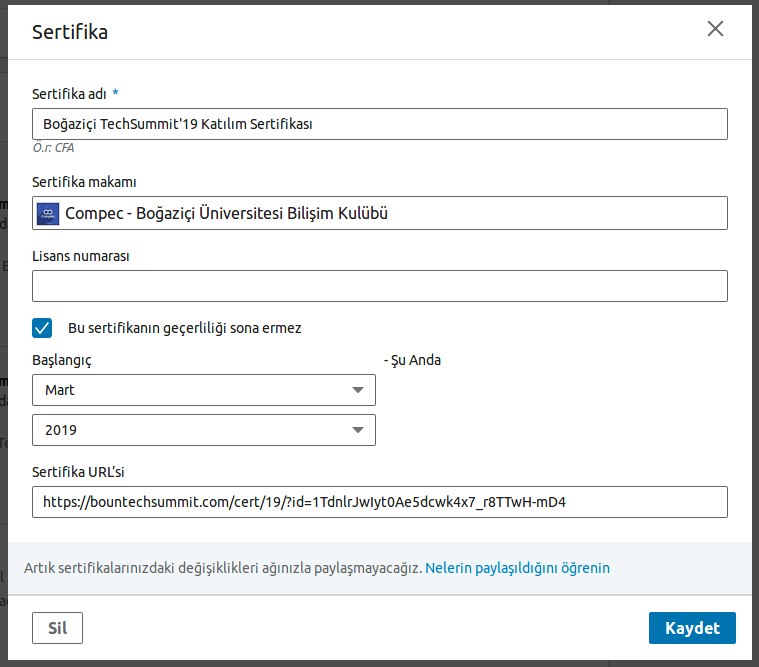 Sertifika
Sertifika adı *
Boğaziçi TechSummit'19 Katılım Sertifikası
Ö.r: CFA
Sertifika makamı
Compec - Boğaziçi Üniversitesi Bilişim Kulübü
Lisans numarası
Bu sertifikanın geçerliliği sona ermez
Başlangıç
- Şu Anda
Mart
2019
Sertifika URL'si
https://bountechsummit.com/cert/19/?id=1TdnlrJwIyt0Ae5dcwk4x7_r8TTwH-mD4
Artık sertifikalarınızdaki değişiklikleri ağınızla paylaşmayacağız. Nelerin paylaşıldığını öğrenin
Sil
Kaydet